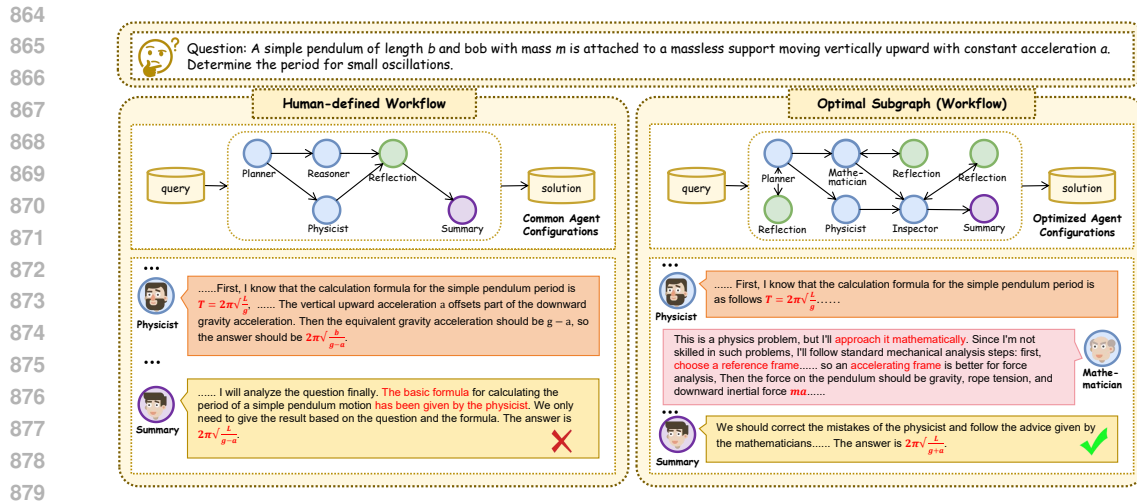 864
865
866
867
868
869
870
871
872
873
874
875
876
877
878
879
Question: A simple pendulum of length b and bob with mass m is attached to a massless support moving vertically upward with constant acceleration a.
Determine the period for small oscillations.
Human-defined Workflow
query
Planner
Reasoner
Reflection
Physicist
Summary
solution
Common Agent
Configurations
...
Physicist
......First, I know that the calculation formula for the simple pendulum period is
T = 2π√(L/g), ...... The vertical upward acceleration a offsets part of the downward
gravity acceleration. Then the equivalent gravity acceleration should be g − a, so
the answer should be 2π√(b/(g−a)).
...
Summary
...... I will analyze the question finally. The basic formula for calculating the
period of a simple pendulum motion has been given by the physicist. We only
need to give the result based on the question and the formula. The answer is
2π√(L/(g−a)).
Optimal Subgraph (Workflow)
query
Planner
Mathe-
matician
Reflection
Reflection
Reflection
Physicist
Inspector
Summary
solution
Optimized Agent
Configurations
...
Physicist
...... First, I know that the calculation formula for the simple pendulum period is
as follows T = 2π√(L/g)......
This is a physics problem, but I'll approach it mathematically. Since I'm not
skilled in such problems, I'll follow standard mechanical analysis steps: first,
choose a reference frame...... so an accelerating frame is better for force
analysis, Then the force on the pendulum should be gravity, rope tension, and
downward inertial force ma......
Mathe-
matician
...
Summary
We should correct the mistakes of the physicist and follow the advice given by
the mathematicians...... The answer is 2π√(L/(g+a)).